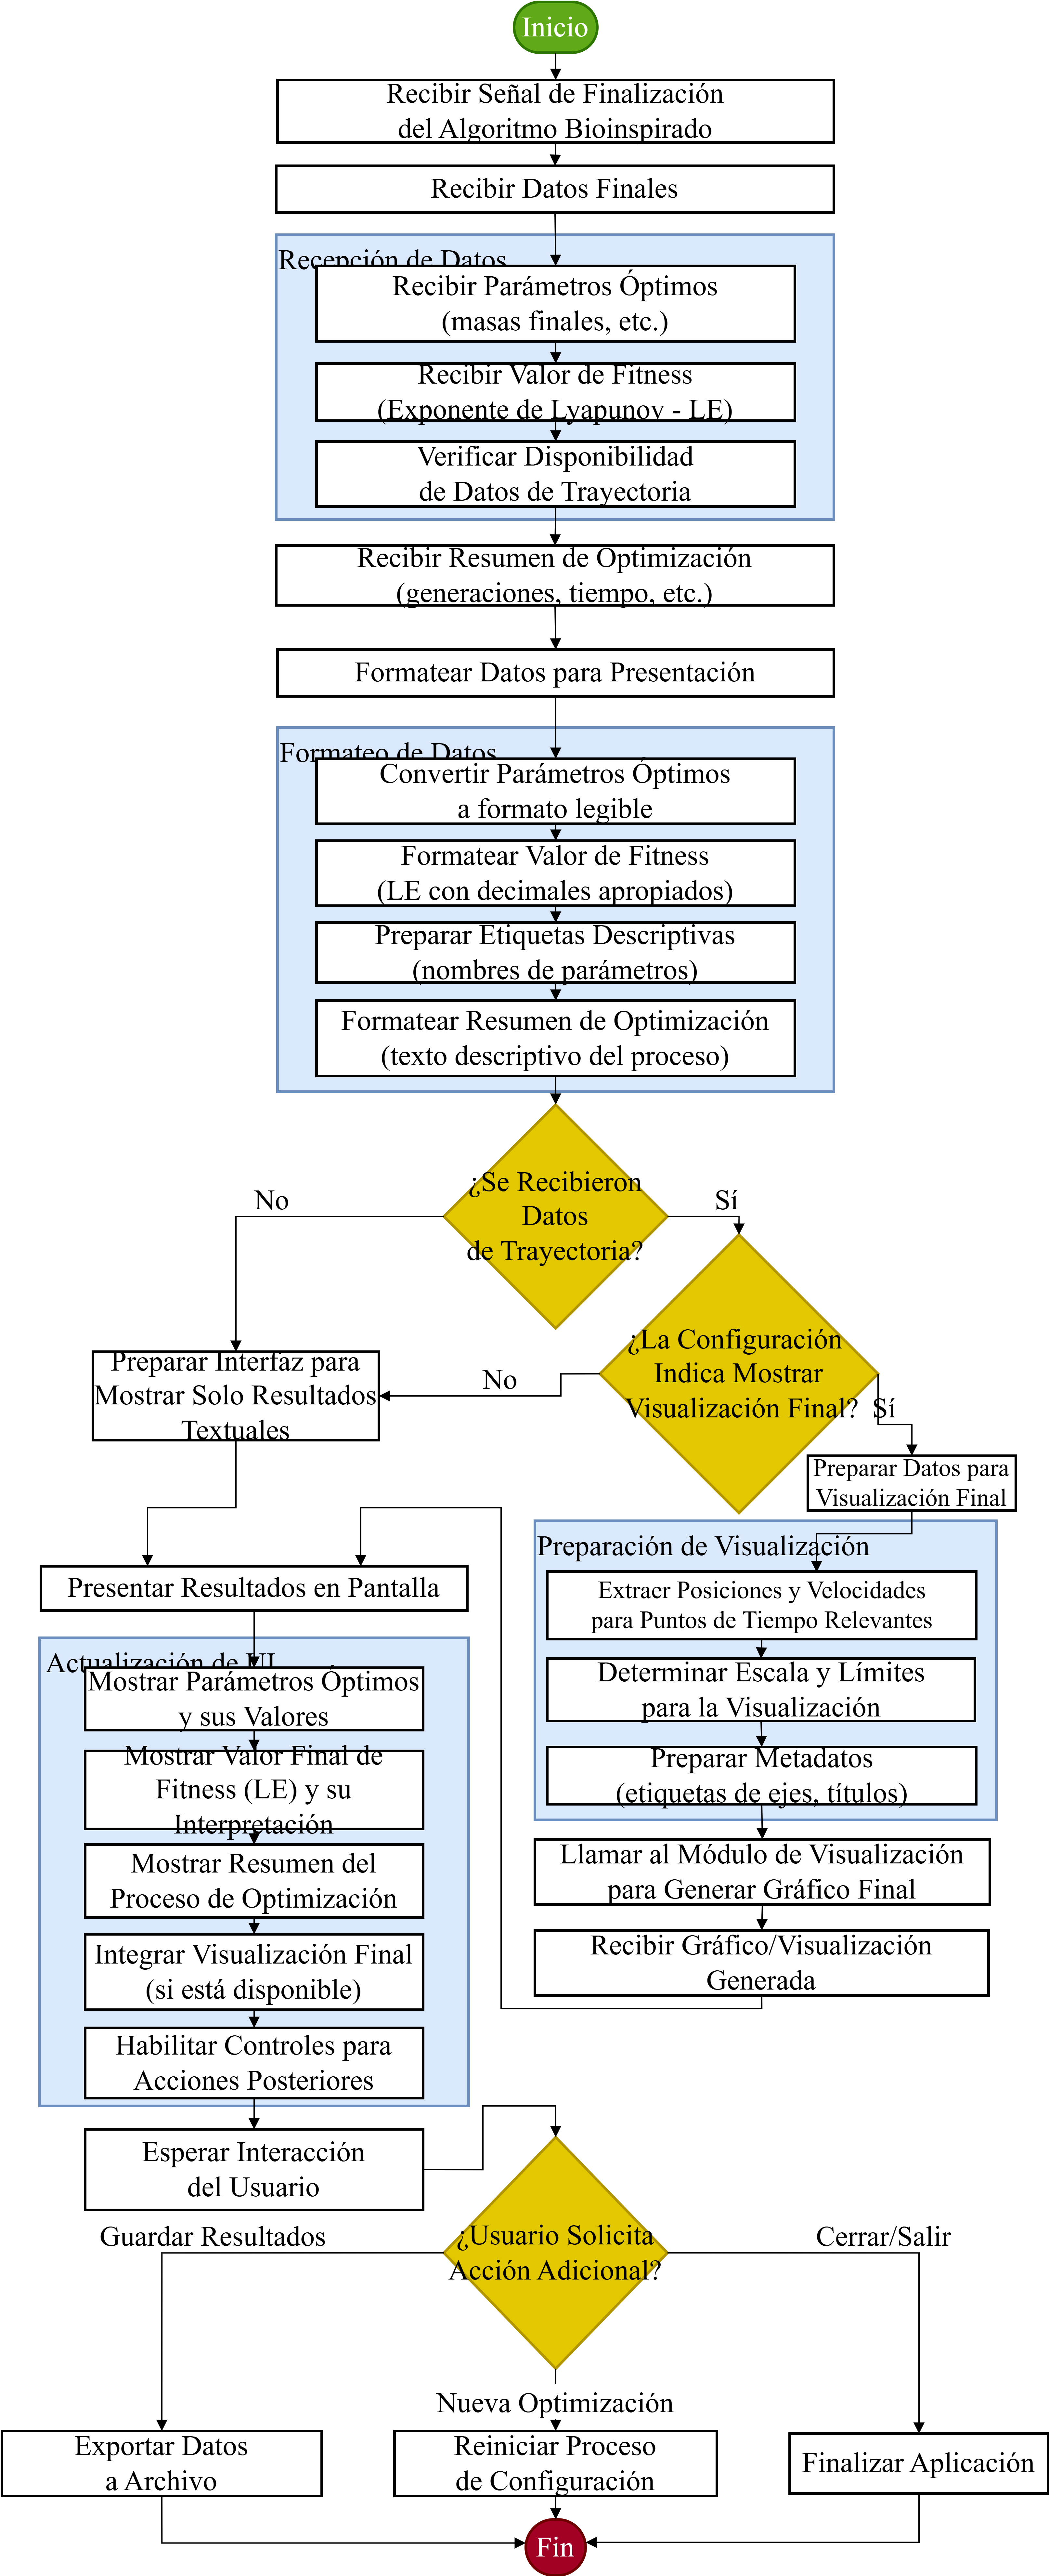 Inicio
Recibir Señal de Finalización
del Algoritmo Bioinspirado
Recibir Datos Finales
Recepción de Datos
Recibir Parámetros Óptimos
(masas finales, etc.)
Recibir Valor de Fitness
(Exponente de Lyapunov - LE)
Verificar Disponibilidad
de Datos de Trayectoria
Recibir Resumen de Optimización
(generaciones, tiempo, etc.)
Formatear Datos para Presentación
Formateo de Datos
Convertir Parámetros Óptimos
a formato legible
Formatear Valor de Fitness
(LE con decimales apropiados)
Preparar Etiquetas Descriptivas
(nombres de parámetros)
Formatear Resumen de Optimización
(texto descriptivo del proceso)
¿Se Recibieron
Datos
de Trayectoria?
No
Sí
¿La Configuración
Indica Mostrar
Visualización Final?
No
Sí
Preparar Interfaz para
Mostrar Solo Resultados
Textuales
Preparar Datos para
Visualización Final
Preparación de Visualización
Extraer Posiciones y Velocidades
para Puntos de Tiempo Relevantes
Determinar Escala y Límites
para la Visualización
Preparar Metadatos
(etiquetas de ejes, títulos)
Llamar al Módulo de Visualización
para Generar Gráfico Final
Recibir Gráfico/Visualización
Generada
Presentar Resultados en Pantalla
Actualización de UI
Mostrar Parámetros Óptimos
y sus Valores
Mostrar Valor Final de
Fitness (LE) y su
Interpretación
Mostrar Resumen del
Proceso de Optimización
Integrar Visualización Final
(si está disponible)
Habilitar Controles para
Acciones Posteriores
Esperar Interacción
del Usuario
¿Usuario Solicita
Acción Adicional?
Guardar Resultados
Cerrar/Salir
Nueva Optimización
Exportar Datos
a Archivo
Reiniciar Proceso
de Configuración
Finalizar Aplicación
Fin